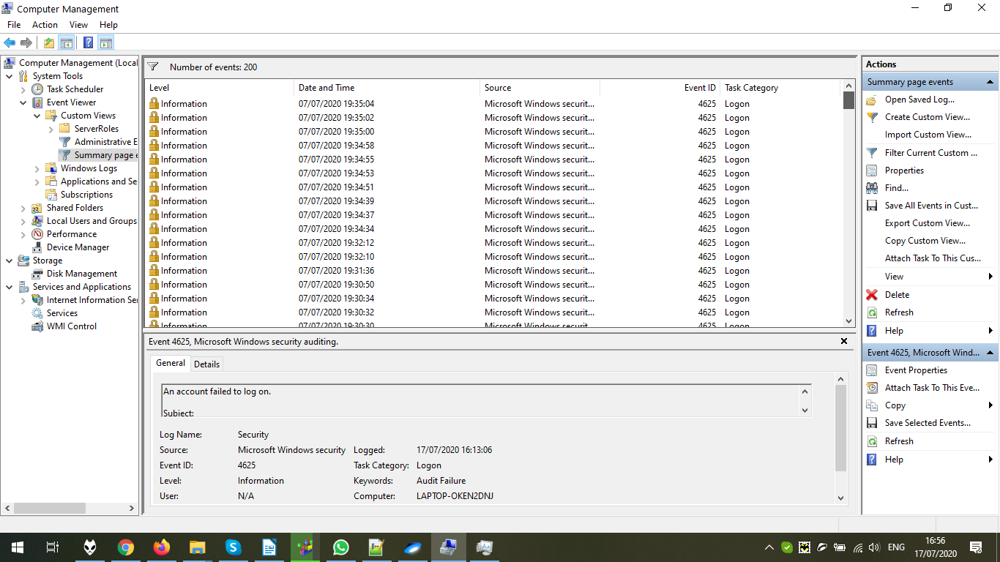 Computer Management
File Action View Help
Computer Management (Local
System Tools
Task Scheduler
Event Viewer
Custom Views
ServerRoles
Administrative E
Summary page e
Windows Logs
Applications and Se
Subscriptions
Shared Folders
Local Users and Groups
Performance
Device Manager
Storage
Disk Management
Services and Applications
Internet Information Ser
Services
WMI Control
Number of events: 200
Level Date and Time Source Event ID Task Category
Information 07/07/2020 19:35:04 Microsoft Windows securit... 4625 Logon
Information 07/07/2020 19:35:02 Microsoft Windows securit... 4625 Logon
Information 07/07/2020 19:35:00 Microsoft Windows securit... 4625 Logon
Information 07/07/2020 19:34:58 Microsoft Windows securit... 4625 Logon
Information 07/07/2020 19:34:55 Microsoft Windows securit... 4625 Logon
Information 07/07/2020 19:34:53 Microsoft Windows securit... 4625 Logon
Information 07/07/2020 19:34:51 Microsoft Windows securit... 4625 Logon
Information 07/07/2020 19:34:39 Microsoft Windows securit... 4625 Logon
Information 07/07/2020 19:34:37 Microsoft Windows securit... 4625 Logon
Information 07/07/2020 19:34:34 Microsoft Windows securit... 4625 Logon
Information 07/07/2020 19:32:12 Microsoft Windows securit... 4625 Logon
Information 07/07/2020 19:32:10 Microsoft Windows securit... 4625 Logon
Information 07/07/2020 19:31:36 Microsoft Windows securit... 4625 Logon
Information 07/07/2020 19:30:50 Microsoft Windows securit... 4625 Logon
Information 07/07/2020 19:30:34 Microsoft Windows securit... 4625 Logon
Information 07/07/2020 19:30:32 Microsoft Windows securit... 4625 Logon
Information 07/07/2020 19:30:30 Microsoft Windows securit... 4625 Logon
Event 4625, Microsoft Windows security auditing.
General Details
An account failed to log on.
Subject:
Log Name: Security
Source: Microsoft Windows security Logged: 17/07/2020 16:13:06
Event ID: 4625 Task Category: Logon
Level: Information Keywords: Audit Failure
User: N/A Computer: LAPTOP-OKEN2DNJ
Actions
Summary page events
Open Saved Log...
Create Custom View...
Import Custom View...
Filter Current Custom ...
Properties
Find...
Save All Events in Cust...
Export Custom View...
Copy Custom View...
Attach Task To This Cus...
View
Delete
Refresh
Help
Event 4625, Microsoft Wind...
Event Properties
Attach Task To This Eve...
Copy
Save Selected Events...
Refresh
Help
ENG
16:56
17/07/2020